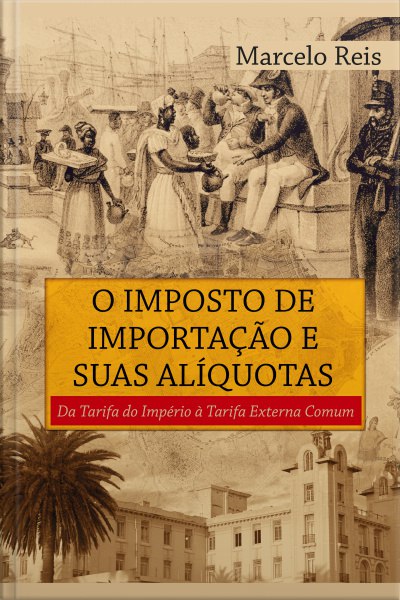 Marcelo Reis
O IMPOSTO DE
IMPORTAÇÃO E
SUAS ALÍQUOTAS
Da Tarifa do Império à Tarifa Externa Comum